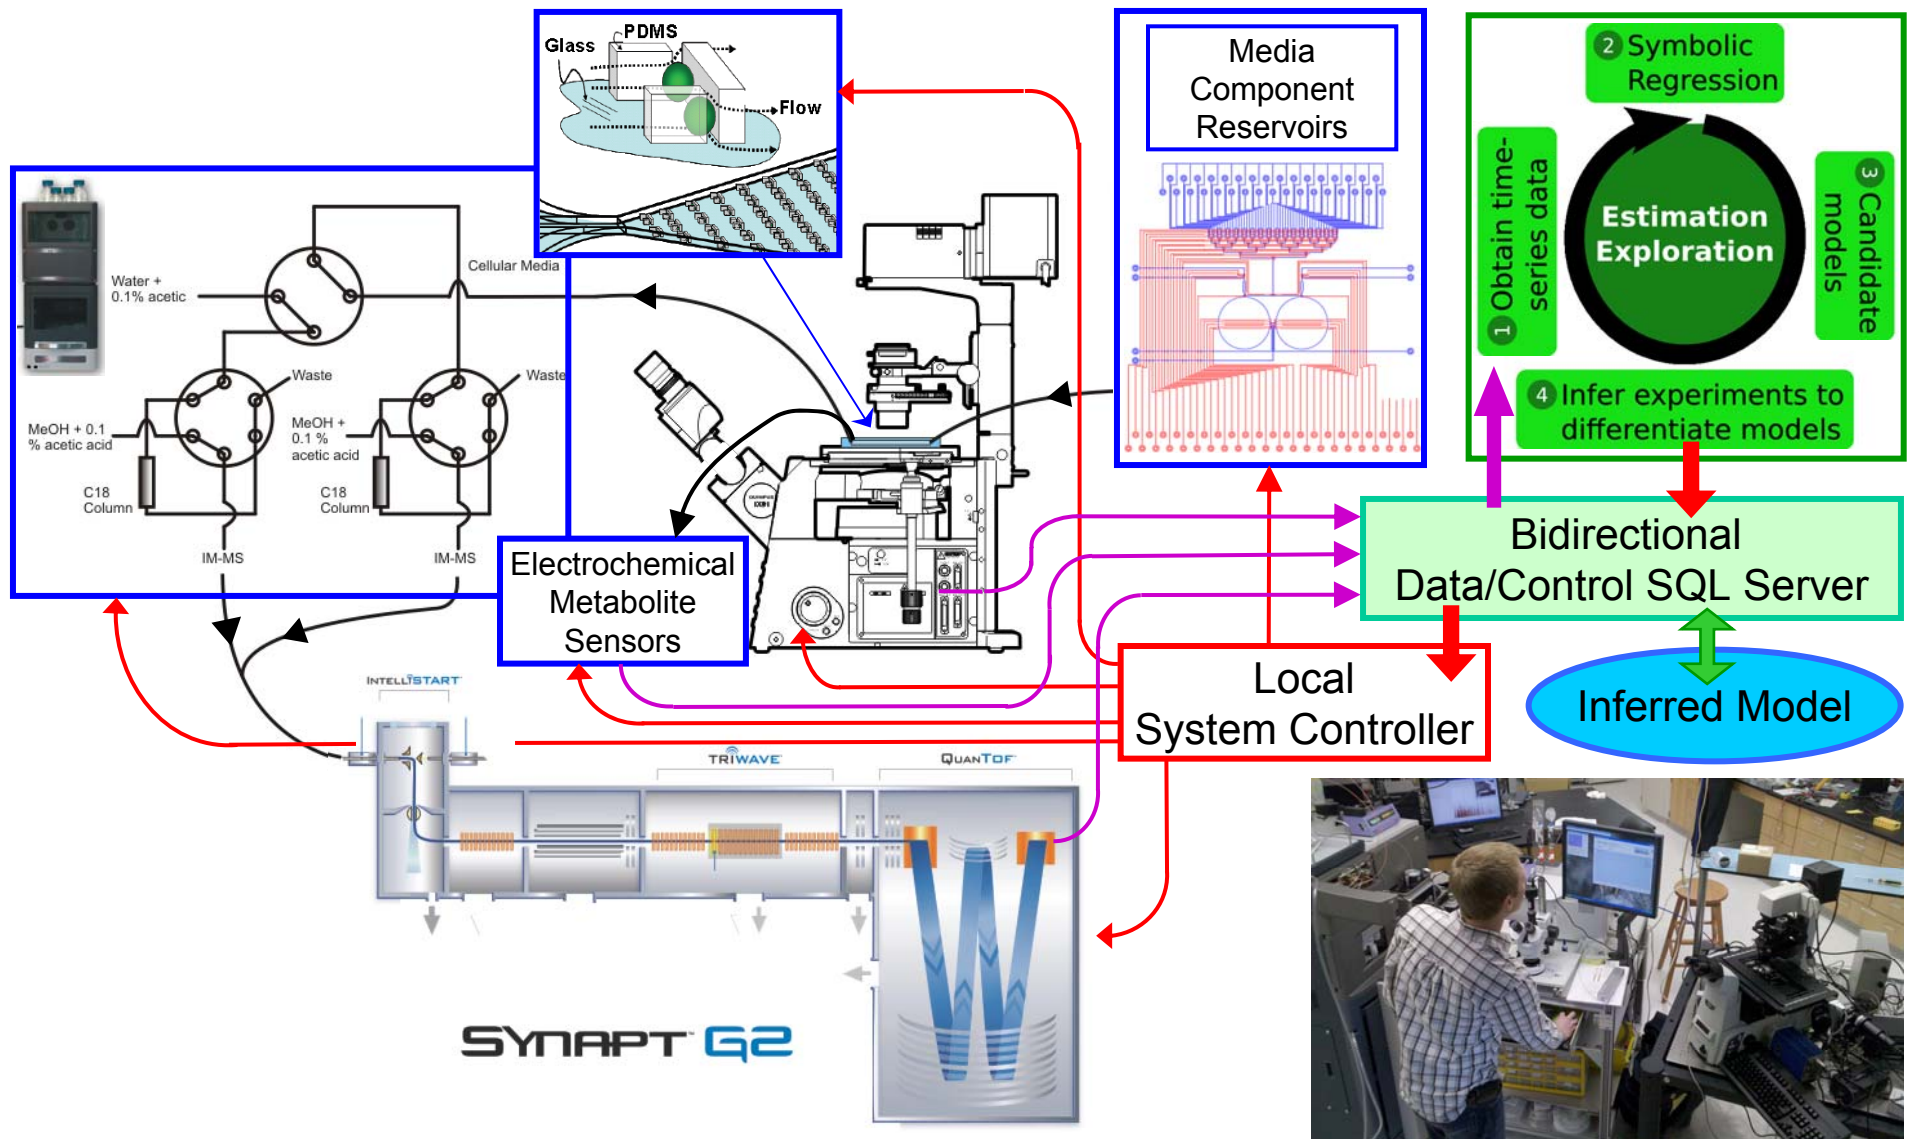 PDMS
Glass
Flow
Media
Component
Reservoirs
2 Symbolic
Regression
1 Obtain time-
series data
Estimation
Exploration
3 Candidate
models
4 Infer experiments to
differentiate models
Water +
0.1% acetic
Cellular Media
Waste
Waste
MeOH + 0.1
% acetic acid
MeOH +
0.1 %
acetic acid
C18
Column
C18
Column
IM-MS
IM-MS
Electrochemical
Metabolite
Sensors
Bidirectional
Data/Control SQL Server
Local
System Controller
Inferred Model
INTELLISTART
TRIWAVE
QUANTOF
SYNAPT G2